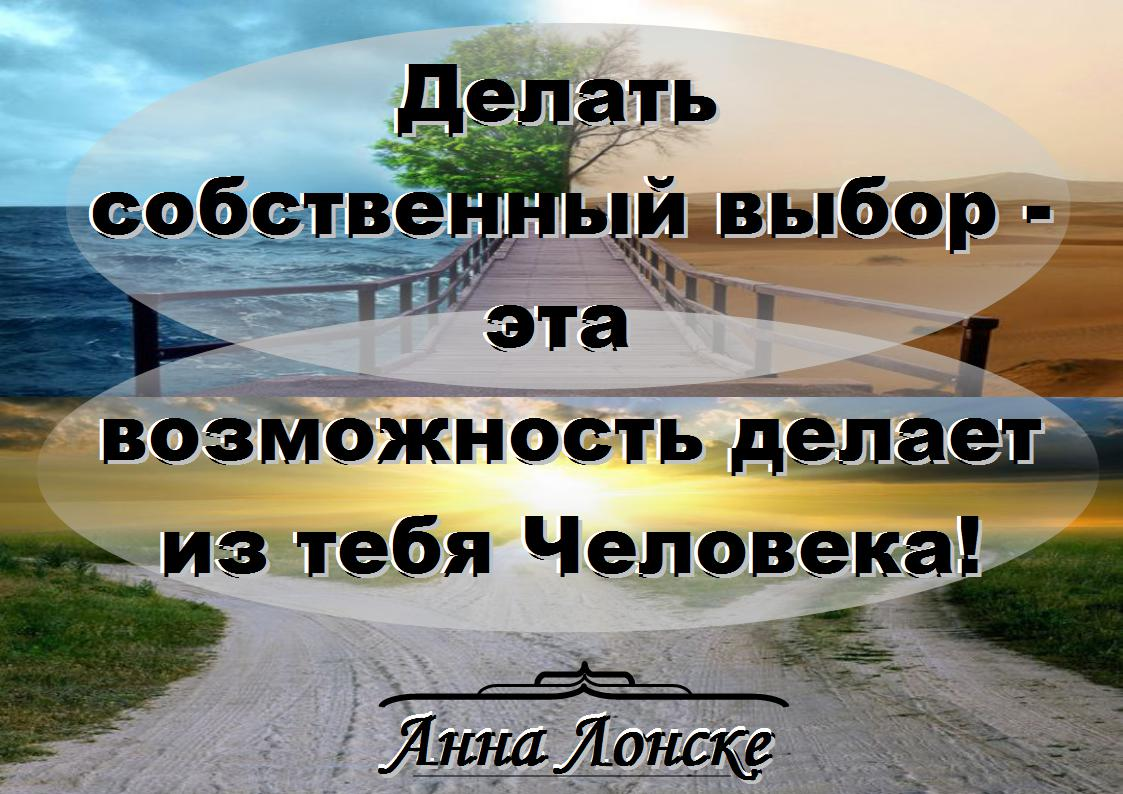 Делать
собственный выбор -
эта
возможность делает
из тебя Человека!
Анна Лонске